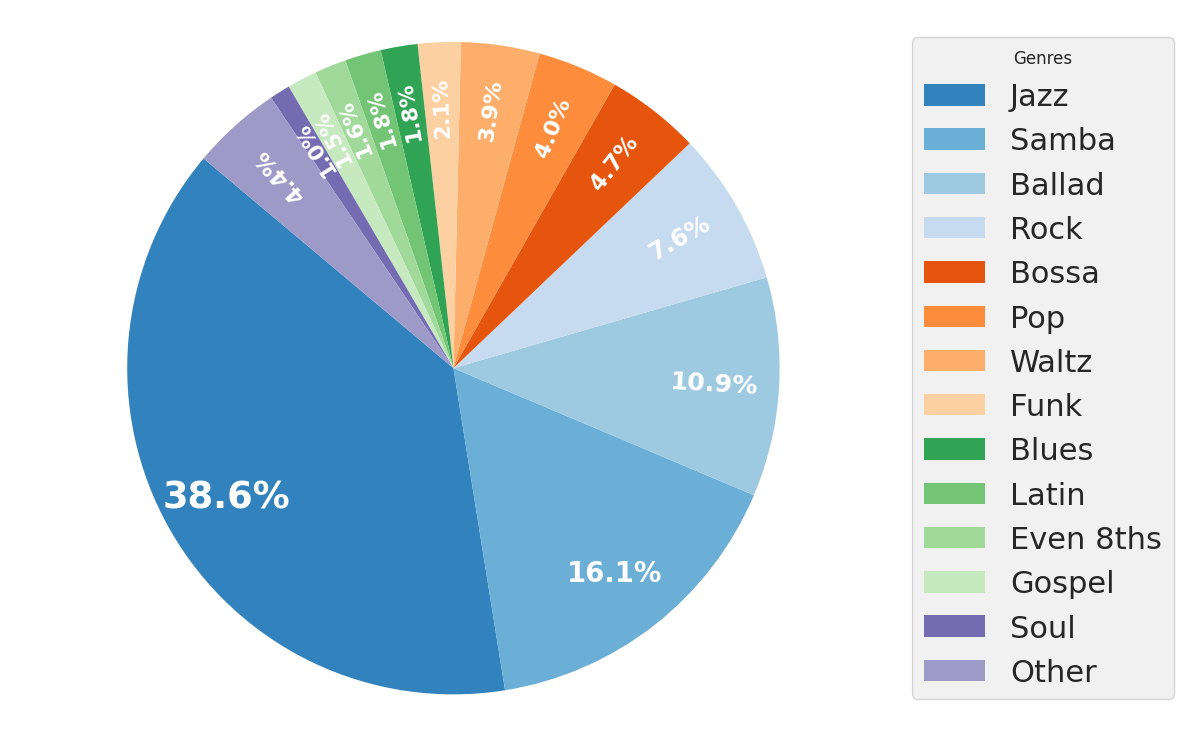 38.6%
16.1%
10.9%
7.6%
4.7%
4.0%
3.9%
2.1%
1.8%
1.8%
1.6%
1.5%
1.0%
4.4%
Genres
Jazz
Samba
Ballad
Rock
Bossa
Pop
Waltz
Funk
Blues
Latin
Even 8ths
Gospel
Soul
Other